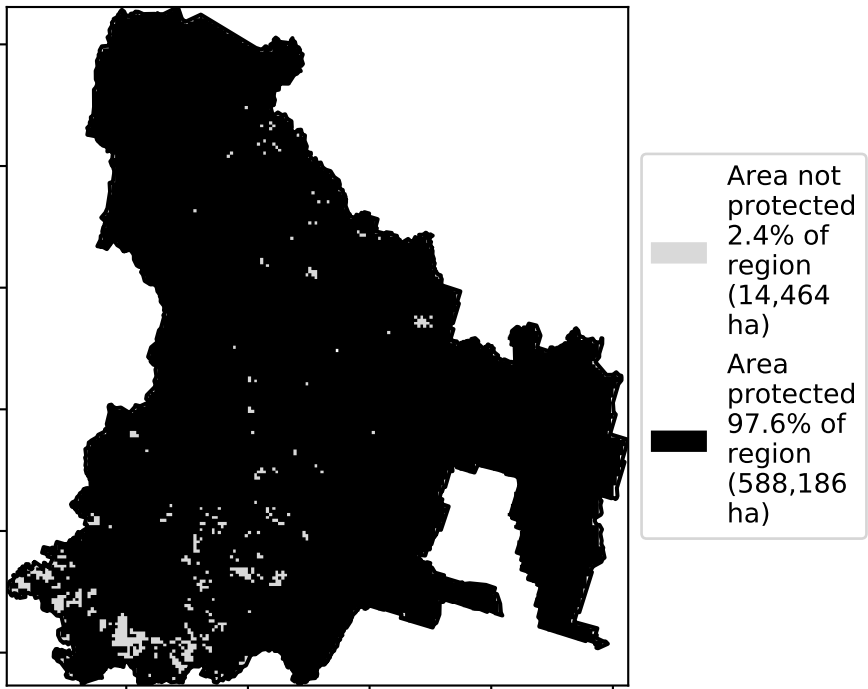 Area not
protected
2.4% of
region
(14,464
ha)
Area
protected
97.6% of
region
(588,186
ha)